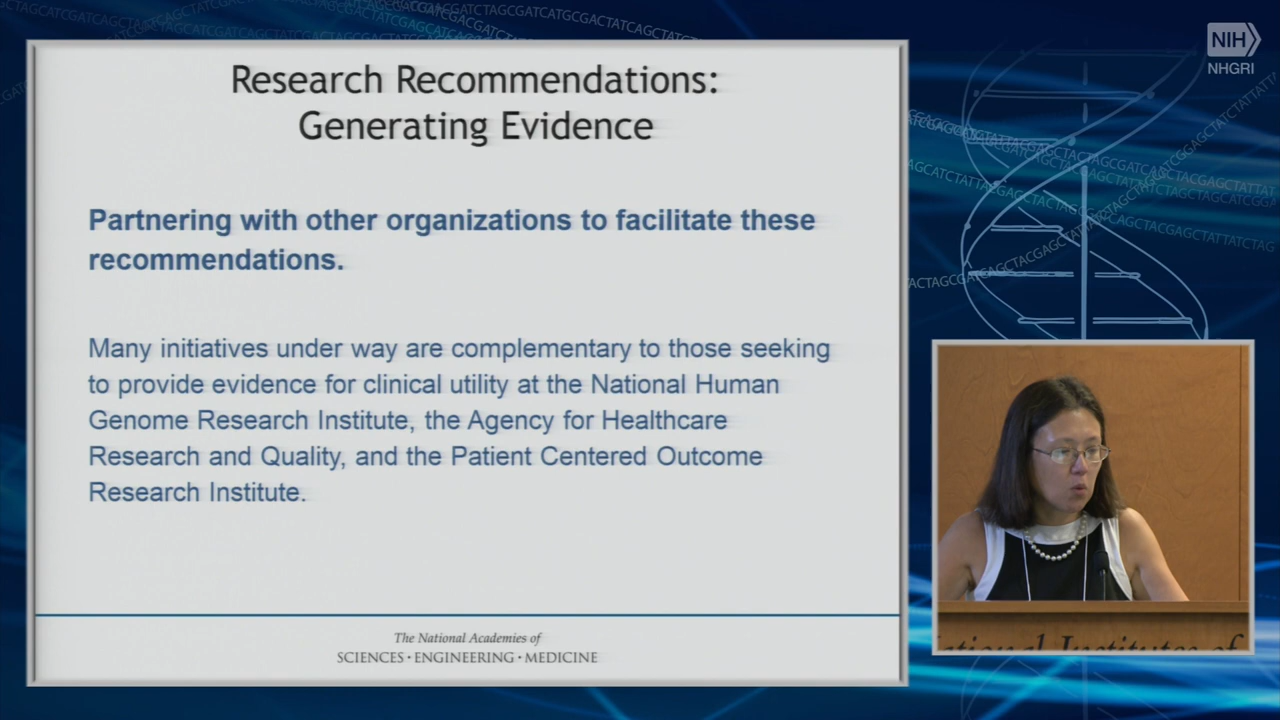 NIH
NHGRI
Research Recommendations:
Generating Evidence
Partnering with other organizations to facilitate these
recommendations.
Many initiatives under way are complementary to those seeking
to provide evidence for clinical utility at the National Human
Genome Research Institute, the Agency for Healthcare
Research and Quality, and the Patient Centered Outcome
Research Institute.
The National Academies of
SCIENCES • ENGINEERING • MEDICINE
Institutes of